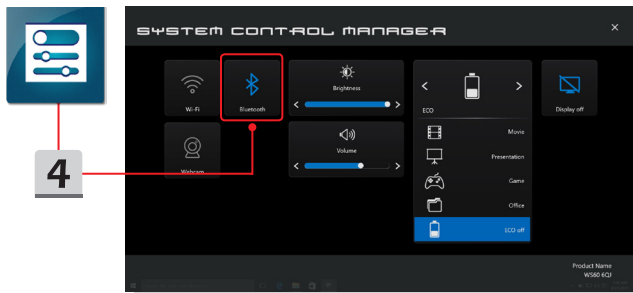 SYSTEM CONTROL MANAGER
Wi-Fi
Bluetooth
Brightness
ECO
Display off
Webcam
Volume
Movie
Presentation
Game
Office
ECO off
4
Product Name
WS60 6QJ